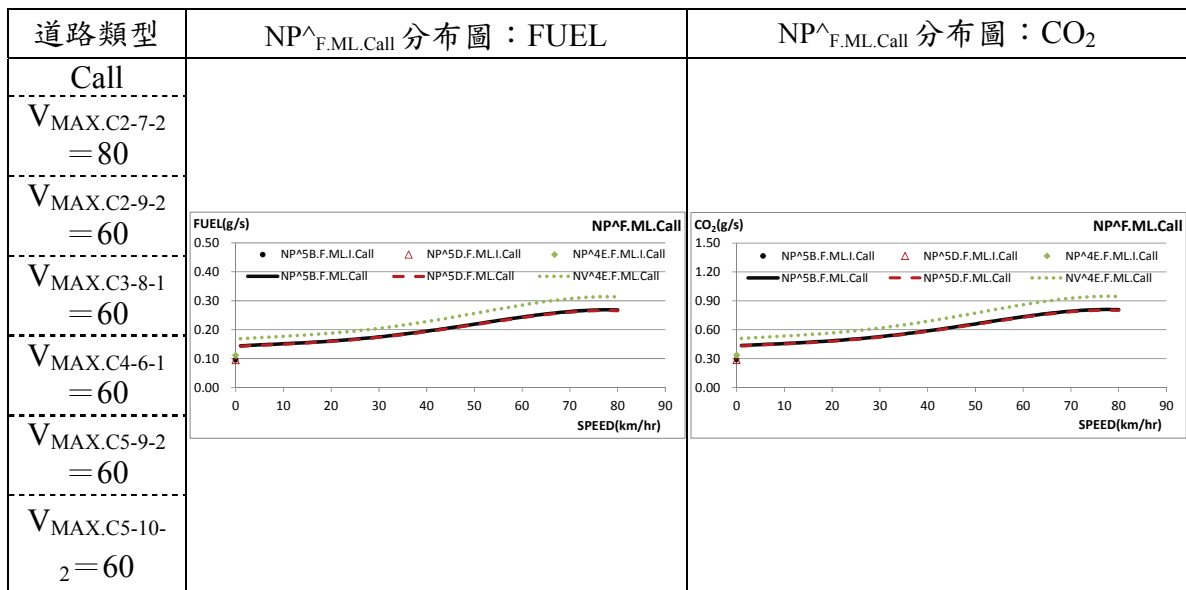 道路類型
NP^F.ML.Call 分布圖：FUEL
NP^F.ML.Call 分布圖：CO₂
Call
VMAX.C2-7-2
＝80
VMAX.C2-9-2
＝60
VMAX.C3-8-1
＝60
VMAX.C4-6-1
＝60
VMAX.C5-9-2
＝60
VMAX.C5-10-
2＝60
FUEL(g/s)
NP^F.ML.Call
NP^5B.F.ML.I.Call NP^5D.F.ML.I.Call NP^4E.F.ML.I.Call
NP^5B.F.ML.Call NP^5D.F.ML.Call NV^4E.F.ML.Call
0.50
0.40
0.30
0.20
0.10
0.00
0 10 20 30 40 50 60 70 80 90
SPEED(km/hr)
CO₂(g/s)
NP^F.ML.Call
NP^5B.F.ML.I.Call NP^5D.F.ML.I.Call NP^4E.F.ML.I.Call
NP^5B.F.ML.Call NP^5D.F.ML.Call NV^4E.F.ML.Call
1.50
1.20
0.90
0.60
0.30
0.00
0 10 20 30 40 50 60 70 80 90
SPEED(km/hr)